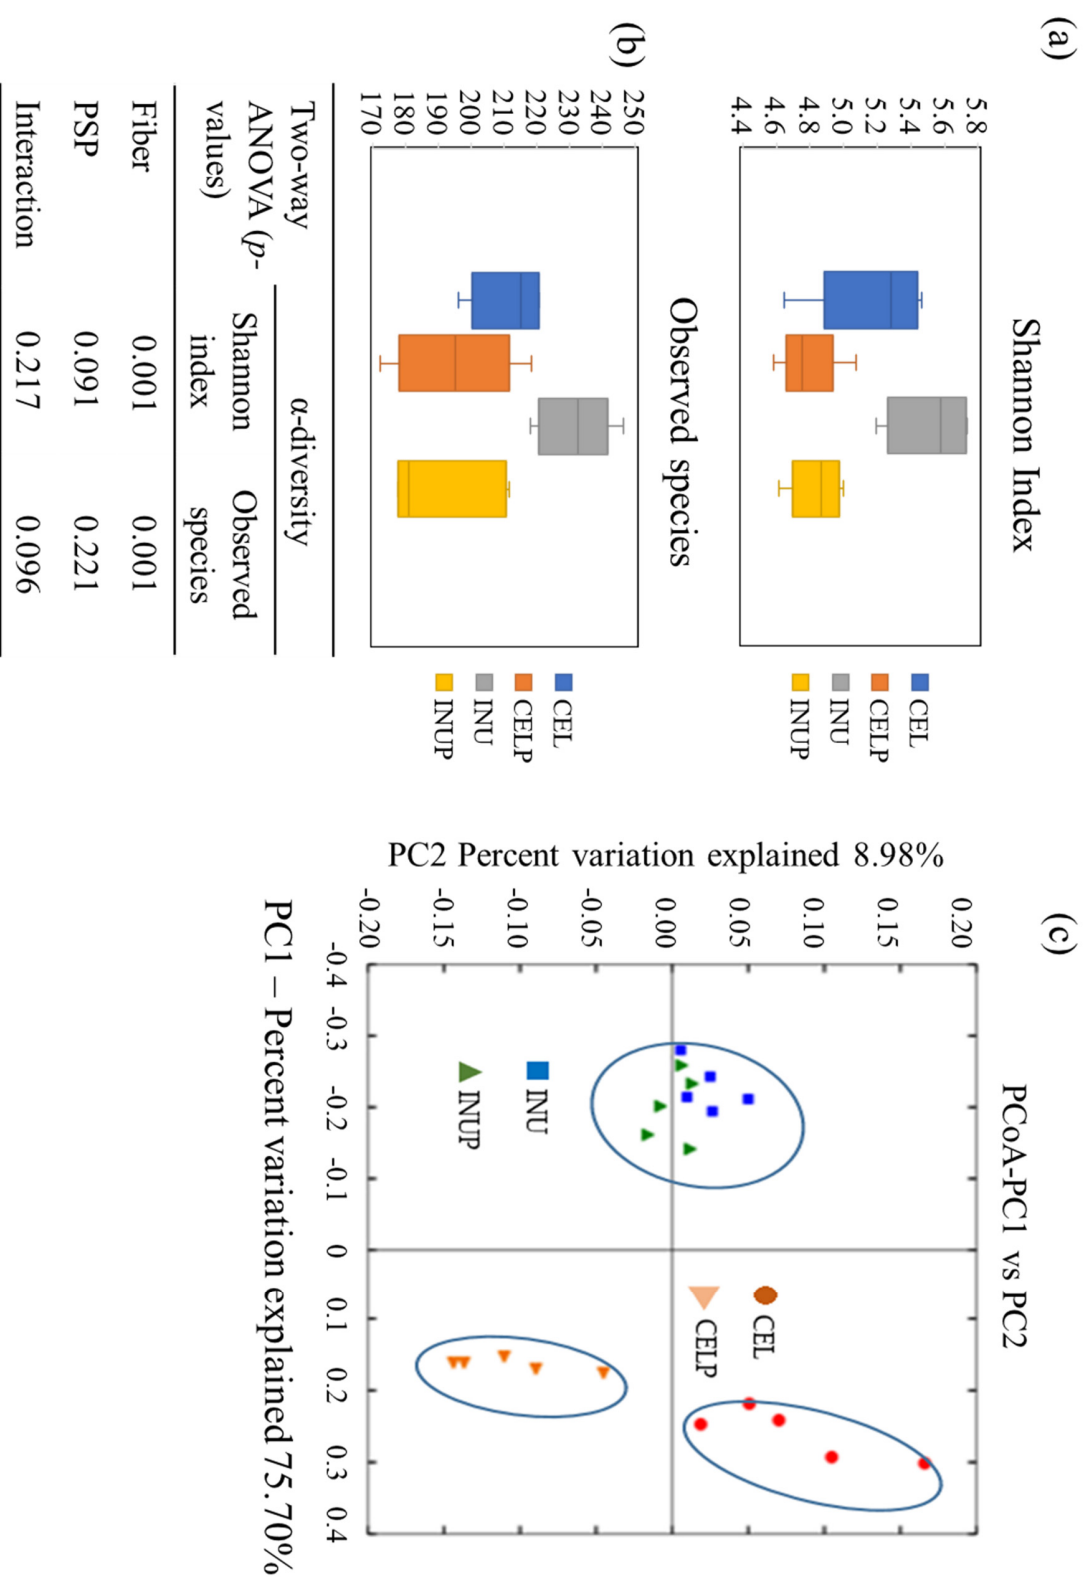 (a)
Shannon Index
5.8
5.6
5.4
5.2
5.0
4.8
4.6
4.4
CEL
CELP
INU
INUP
(b)
Observed species
250
240
230
220
210
200
190
180
170
CEL
CELP
INU
INUP
Two-way
ANOVA (p-
values)
α-diversity
Shannon
index
Observed
species
Fiber 0.001 0.001
PSP 0.091 0.221
Interaction 0.217 0.096
(c)
PCoA-PC1 vs PC2
PC2 Percent variation explained 8.98%
0.20
0.15
0.10
0.05
0.00
-0.05
-0.10
-0.15
-0.20
CEL
CELP
INU
INUP
-0.4 -0.3 -0.2 -0.1 0 0.1 0.2 0.3 0.4
PC1 – Percent variation explained 75.70%